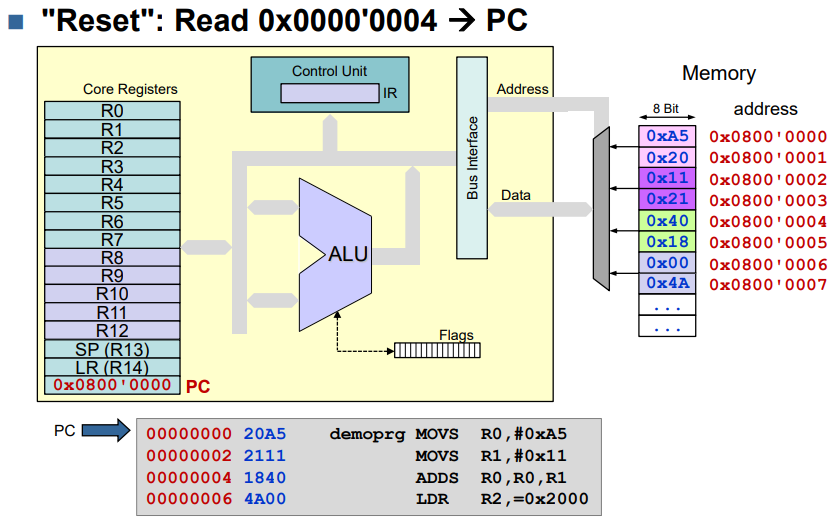 "Reset": Read 0x0000'0004 → PC
Control Unit
IR
Core Registers
R0
R1
R2
R3
R4
R5
R6
R7
R8
R9
R10
R11
R12
SP (R13)
LR (R14)
0x0800'0000 PC
Bus Interface
ALU
Flags
Address
Data
Memory
8 Bit address
0xA5 0x0800'0000
0x20 0x0800'0001
0x11 0x0800'0002
0x21 0x0800'0003
0x40 0x0800'0004
0x18 0x0800'0005
0x00 0x0800'0006
0x4A 0x0800'0007
...
...
PC
00000000 20A5 demoprg MOVS R0,#0xA5
00000002 2111 MOVS R1,#0x11
00000004 1840 ADDS R0,R0,R1
00000006 4A00 LDR R2,=0x2000